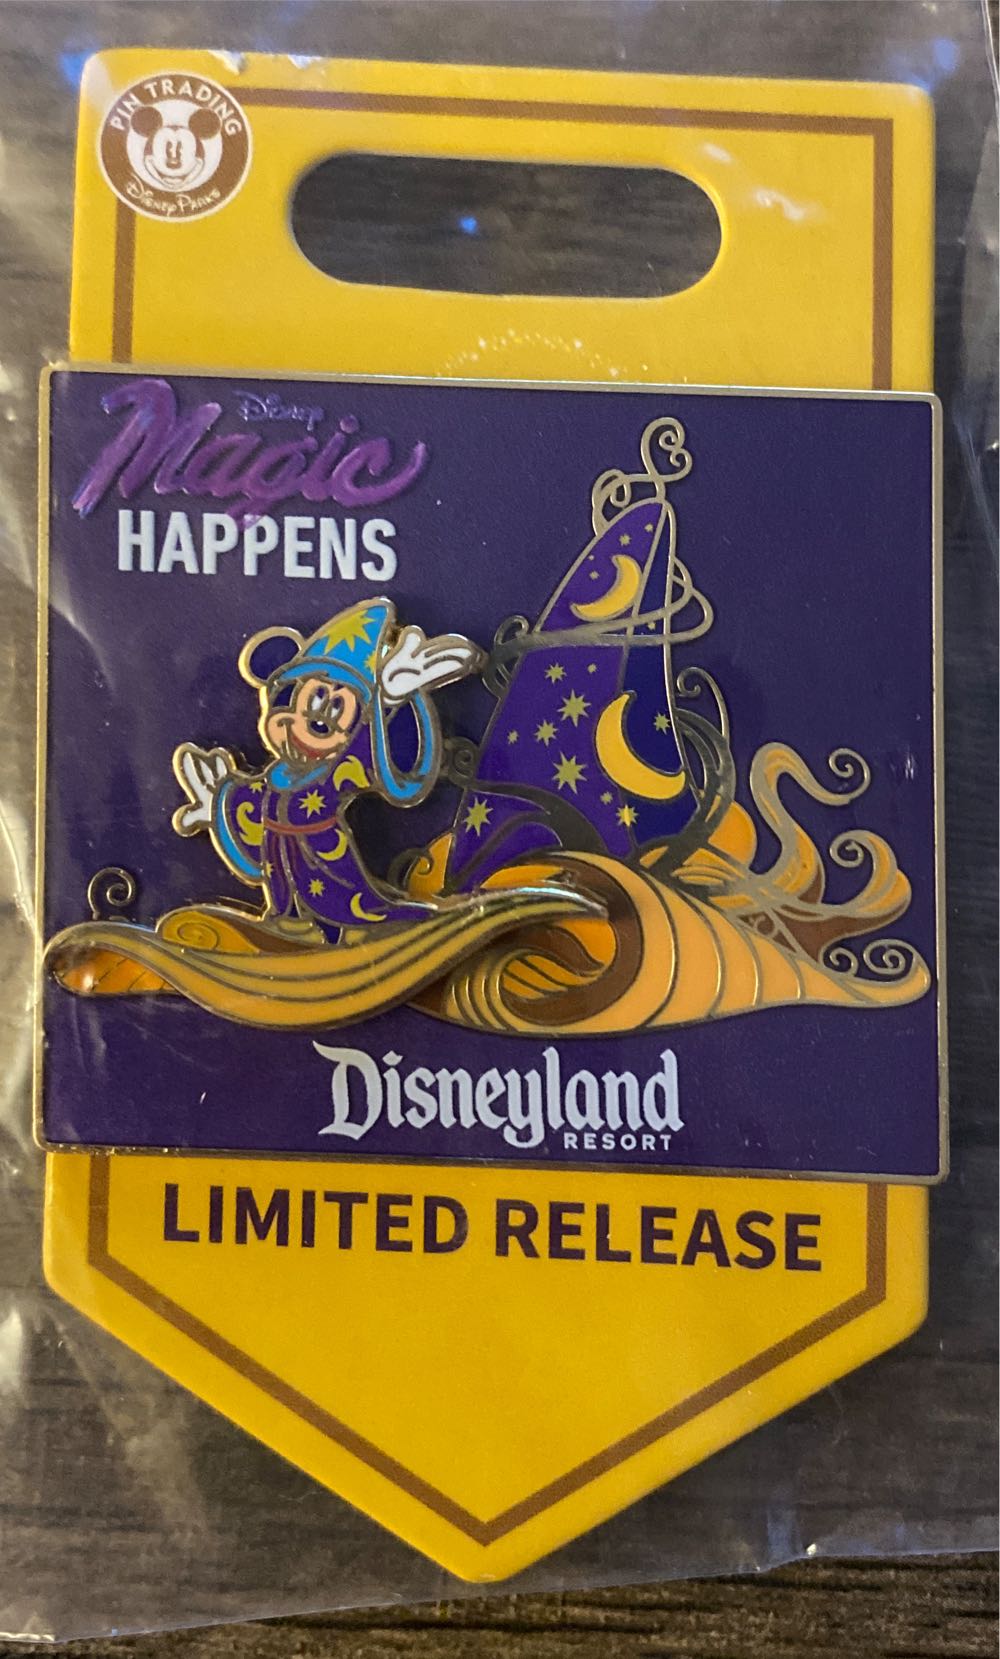 PIN TRADING
Disney Parks
Disney
Magic
HAPPENS
Disneyland
RESORT
LIMITED RELEASE